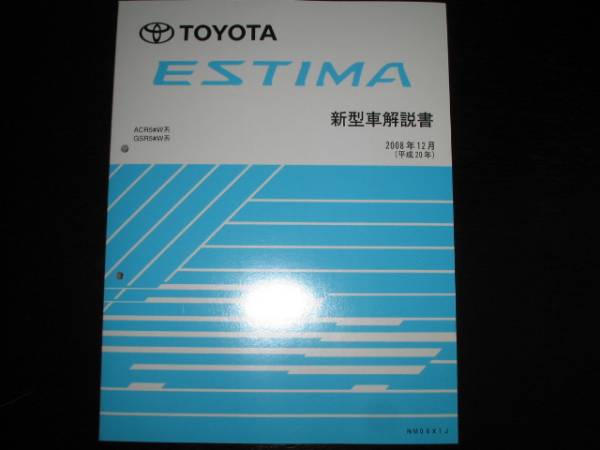 TOYOTA
ESTIMA
新型車解説書
ACR5#W系
GSR5#W系
2008年12月
(平成20年)
NM08X1J